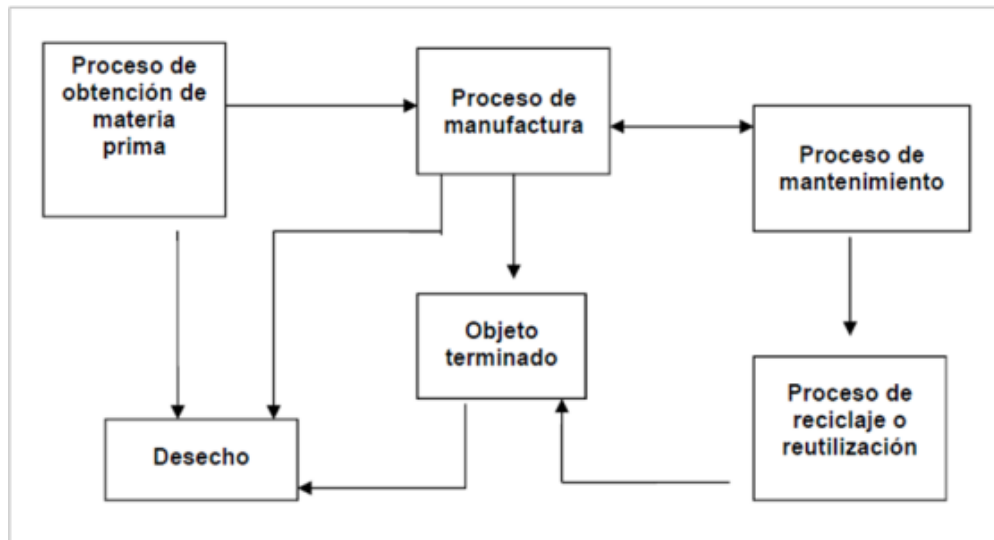 Proceso de
obtención de
materia
prima
Proceso de
manufactura
Proceso de
mantenimiento
Objeto
terminado
Proceso de
reciclaje o
reutilización
Desecho